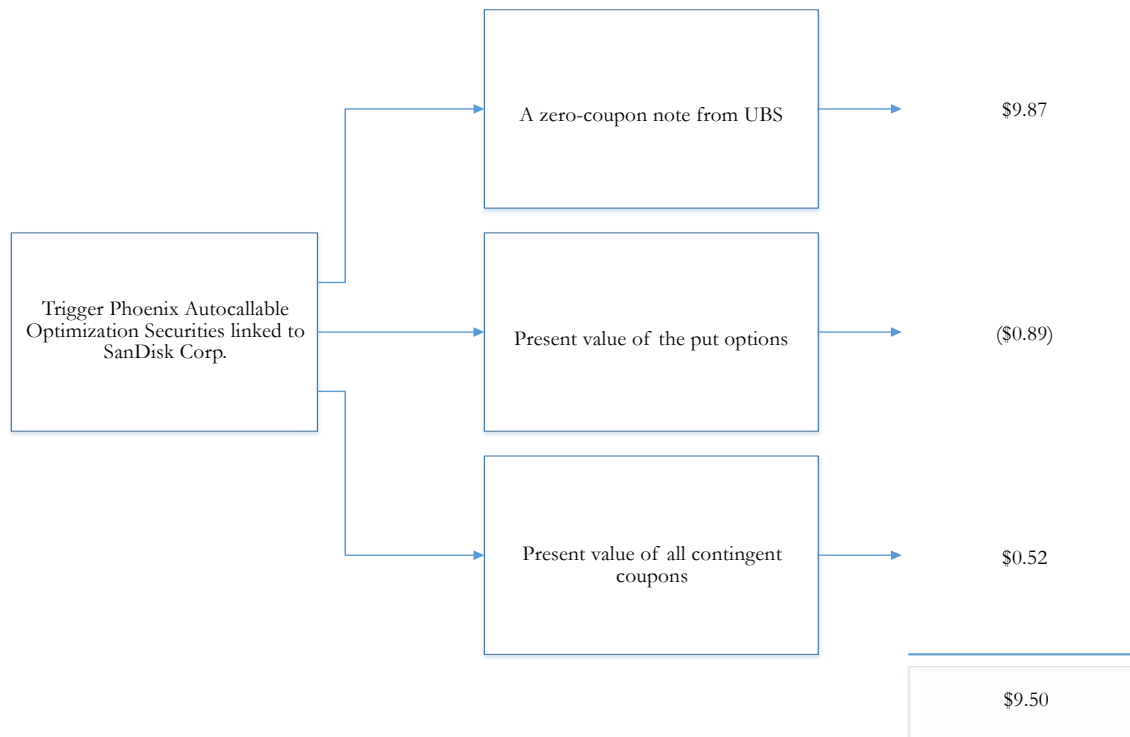 A zero-coupon note from UBS
$9.87
Trigger Phoenix Autocallable
Optimization Securities linked to
SanDisk Corp.
Present value of the put options
($0.89)
Present value of all contingent
coupons
$0.52
$9.50